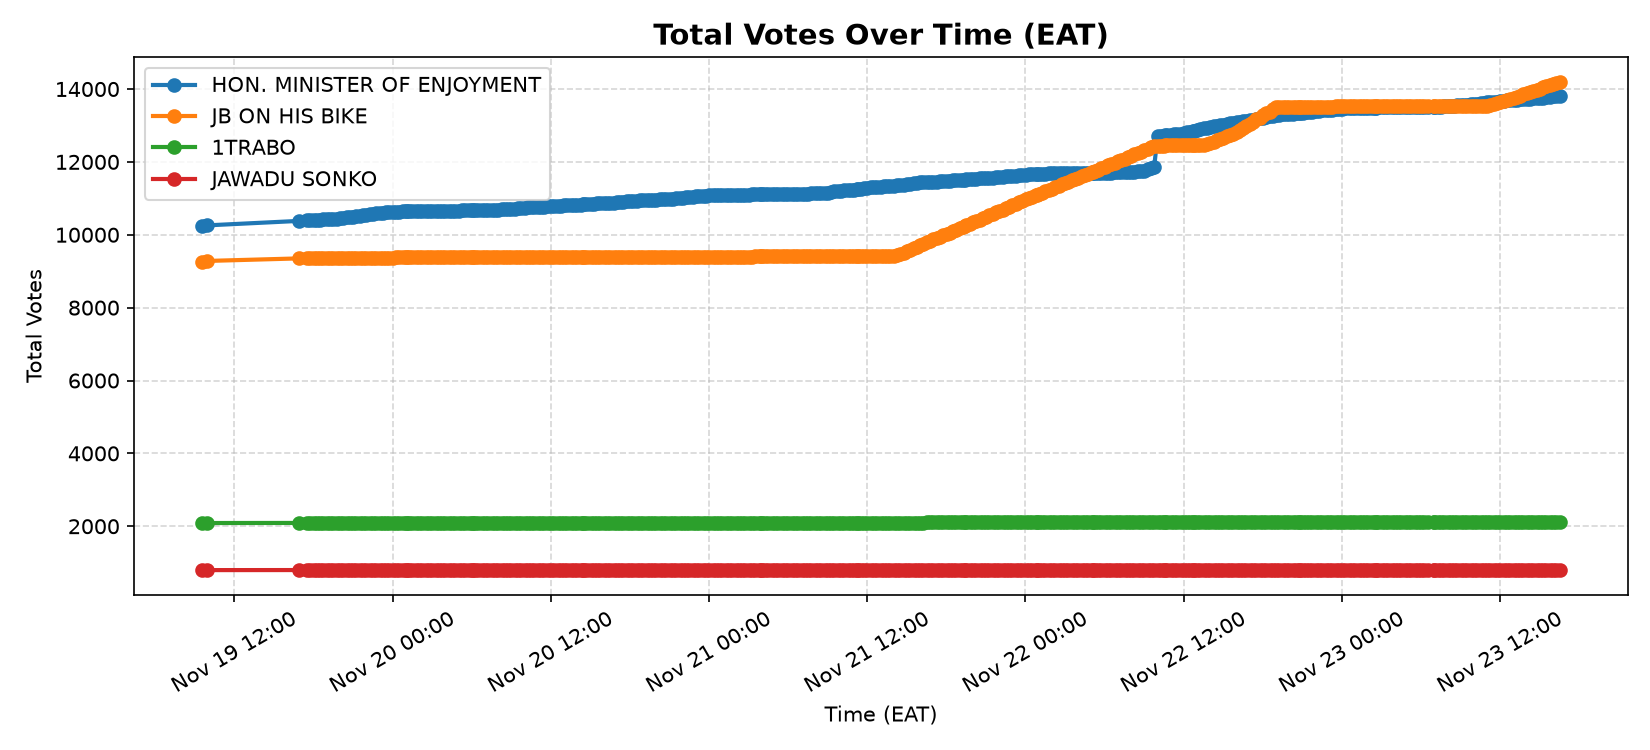 Total Votes Over Time (EAT)
HON. MINISTER OF ENJOYMENT
JB ON HIS BIKE
1TRABO
JAWADU SONKO
Total Votes
14000
12000
10000
8000
6000
4000
2000
Nov 19 12:00
Nov 20 00:00
Nov 20 12:00
Nov 21 00:00
Nov 21 12:00
Nov 22 00:00
Nov 22 12:00
Nov 23 00:00
Nov 23 12:00
Time (EAT)